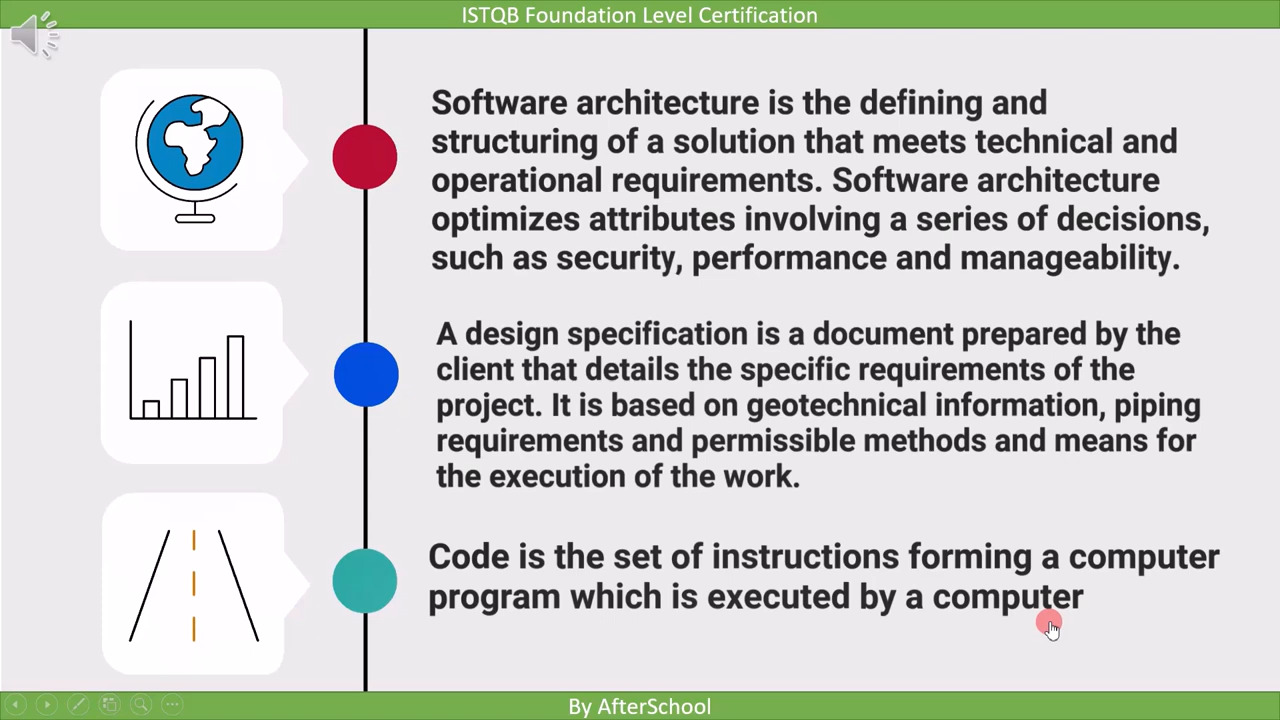 ISTQB Foundation Level Certification
Software architecture is the defining and
structuring of a solution that meets technical and
operational requirements. Software architecture
optimizes attributes involving a series of decisions,
such as security, performance and manageability.
A design specification is a document prepared by the
client that details the specific requirements of the
project. It is based on geotechnical information, piping
requirements and permissible methods and means for
the execution of the work.
Code is the set of instructions forming a computer
program which is executed by a computer
By AfterSchool